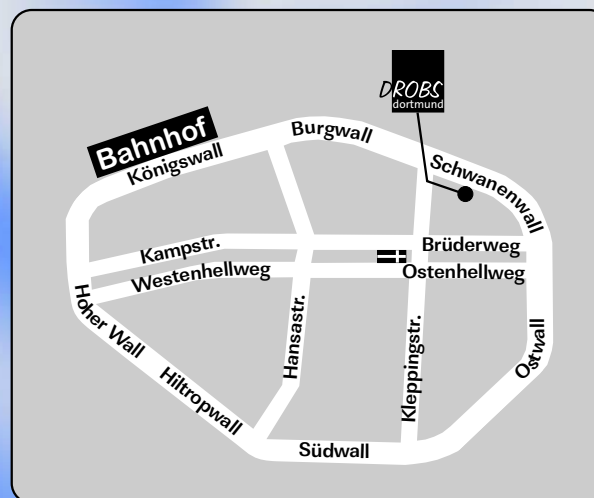 DROBS
dortmund
Bahnhof
Königswall
Burgwall
Schwanenwall
Kampstr.
Brüderweg
Westenhellweg
Ostenhellweg
Hoher Wall
Hansastr.
Kleppingstr.
Ostwall
Hiltropwall
Südwall